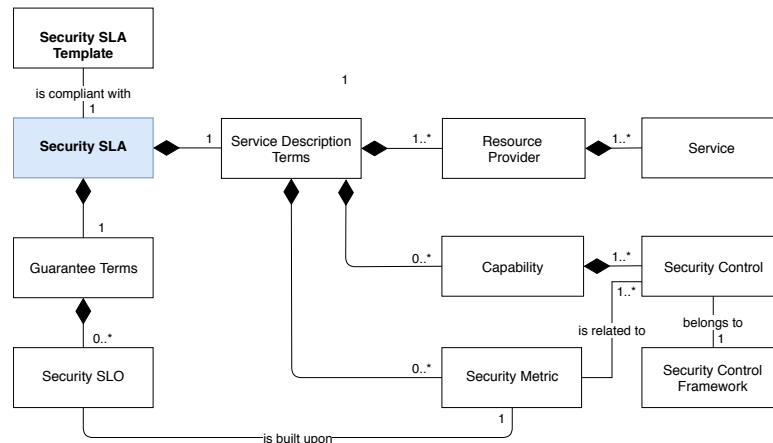 Security SLA
Template
1
is compliant with
1
Security SLA
1
Service Description
Terms
1..*
Resource
Provider
1..*
Service
1
Guarantee Terms
0..*
Capability
1..*
Security Control
1..*
is related to
belongs to
1
0..*
Security SLO
0..*
Security Metric
Security Control
Framework
1
is built upon